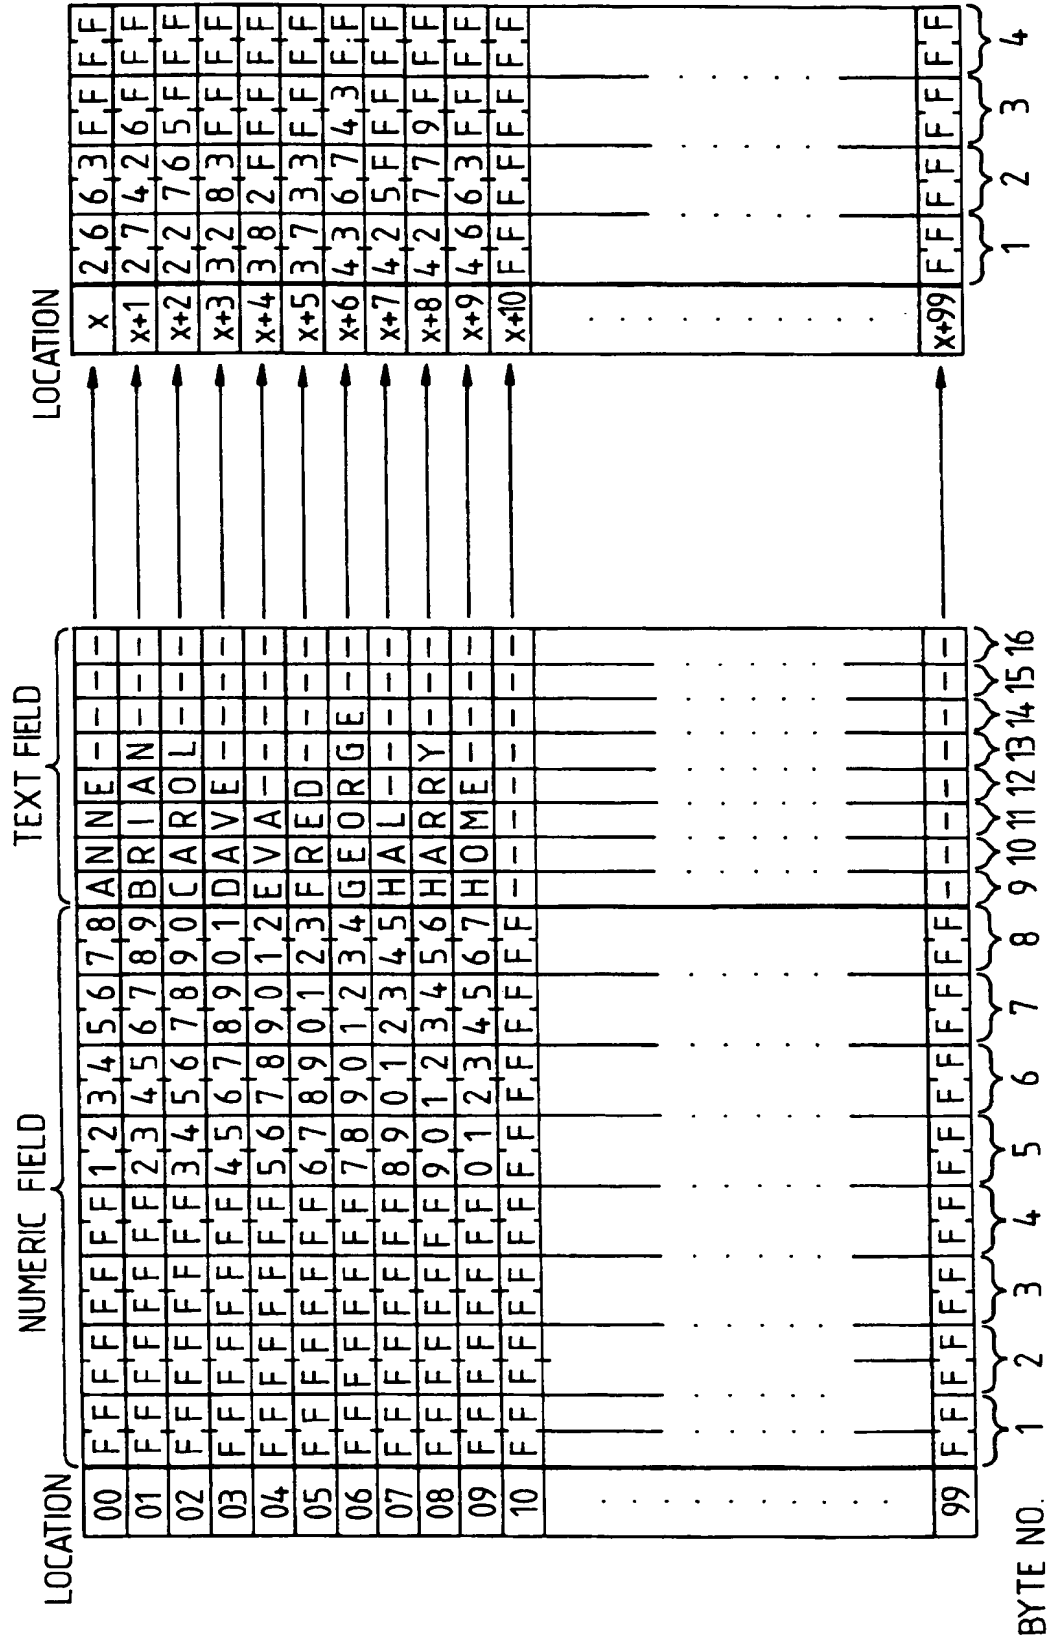 NUMERIC FIELD TEXT FIELD
LOCATION LOCATION
00 F F F F F F F F 1 2 3 4 5 6 7 8 A N N E - - - - x 2 6 6 3 F F F F
01 F F F F F F F F 2 3 4 5 6 7 8 9 B R I A N - - - x+1 2 7 4 2 6 F F F
02 F F F F F F F F 3 4 5 6 7 8 9 0 C A R O L - - - x+2 2 2 7 6 5 F F F
03 F F F F F F F F 4 5 6 7 8 9 0 1 D A V E - - - - x+3 3 2 8 3 F F F F
04 F F F F F F F F 5 6 7 8 9 0 1 2 E V A - - - - - x+4 3 8 2 F F F F F
05 F F F F F F F F 6 7 8 9 0 1 2 3 F R E D - - - - x+5 3 7 3 3 F F F F
06 F F F F F F F F 7 8 9 0 1 2 3 4 G E O R G E - - x+6 4 3 6 7 4 3 F F
07 F F F F F F F F 8 9 0 1 2 3 4 5 H A L - - - - - x+7 4 2 5 F F F F F
08 F F F F F F F F 9 0 1 2 3 4 5 6 H A R R Y - - - x+8 4 2 7 7 9 F F F
09 F F F F F F F F 0 1 2 3 4 5 6 7 H O M E - - - - x+9 4 6 6 3 F F F F
10 F F F F F F F F F F F F F F F F - - - - - - - - x+10 F F F F F F F F
99 F F F F F F F F F F F F F F F F - - - - - - - - x+99 F F F F F F F F
BYTE NO. 1 2 3 4 5 6 7 8 9 10 11 12 13 14 15 16 1 2 3 4